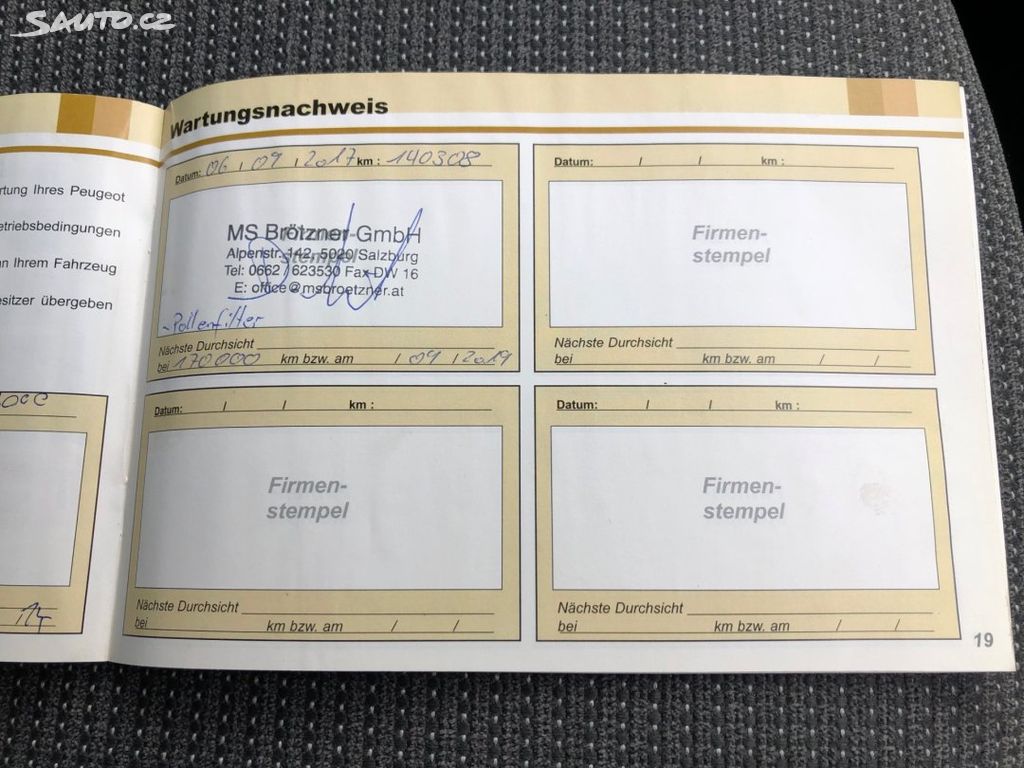 SAUTO.CZ
rtung Ihres Peugeot
etriebsbedingungen
n Ihrem Fahrzeug
esitzer übergeben
Wartungsnachweis
Datum: 06 / 09 / 2017 km : 140308
MS Brötzner GmbH
Alpenstr. 142, 5020 Salzburg
Tel: 0662 / 623530 Fax DW 16
E: office@msbroetzner.at
Firmen-
stempel
- Pollenfilter
Nächste Durchsicht
bei 170000 km bzw. am / 09 / 2019
Datum: / / km :
Firmen-
stempel
Nächste Durchsicht
bei km bzw. am / /
Datum: / / km :
Firmen-
stempel
Nächste Durchsicht
bei km bzw. am / /
Datum: / / km :
Firmen-
stempel
Nächste Durchsicht
bei km bzw. am / /
19